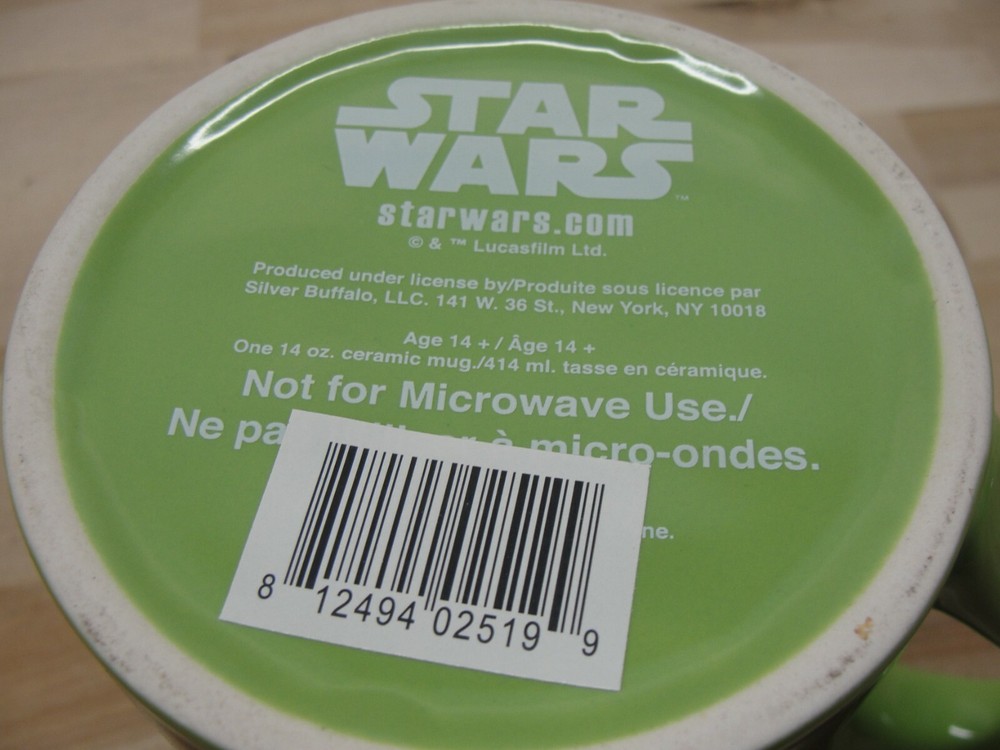 STAR
WARS™
starwars.com
© & ™ Lucasfilm Ltd.
Produced under license by/Produite sous licence par
Silver Buffalo, LLC. 141 W. 36 St., New York, NY 10018
Age 14 + / Âge 14 +
One 14 oz. ceramic mug./414 ml. tasse en céramique.
Not for Microwave Use./
Ne à micro-ondes.
8 12494 02519 9